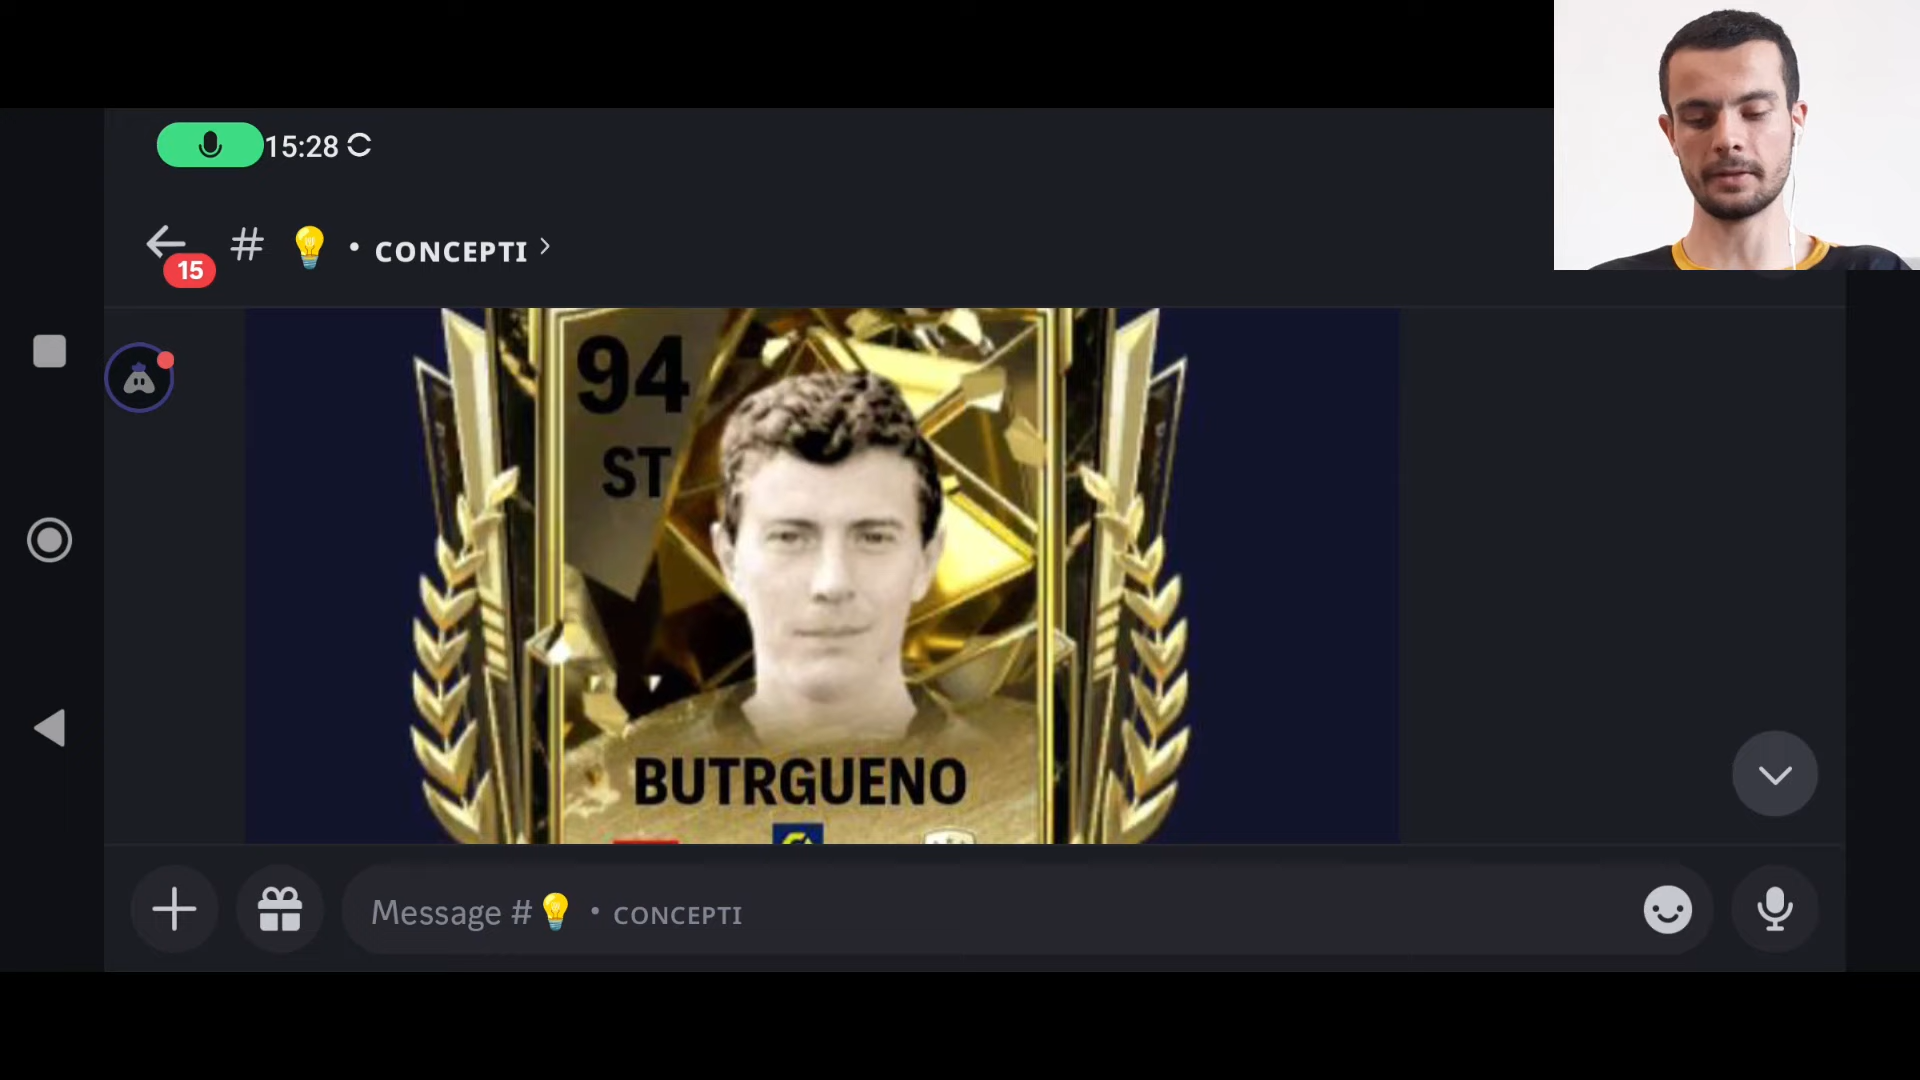 15:28
15
# 💡 • CONCEPTI
94
ST
BUTRGUENO
Message #💡 • CONCEPTI